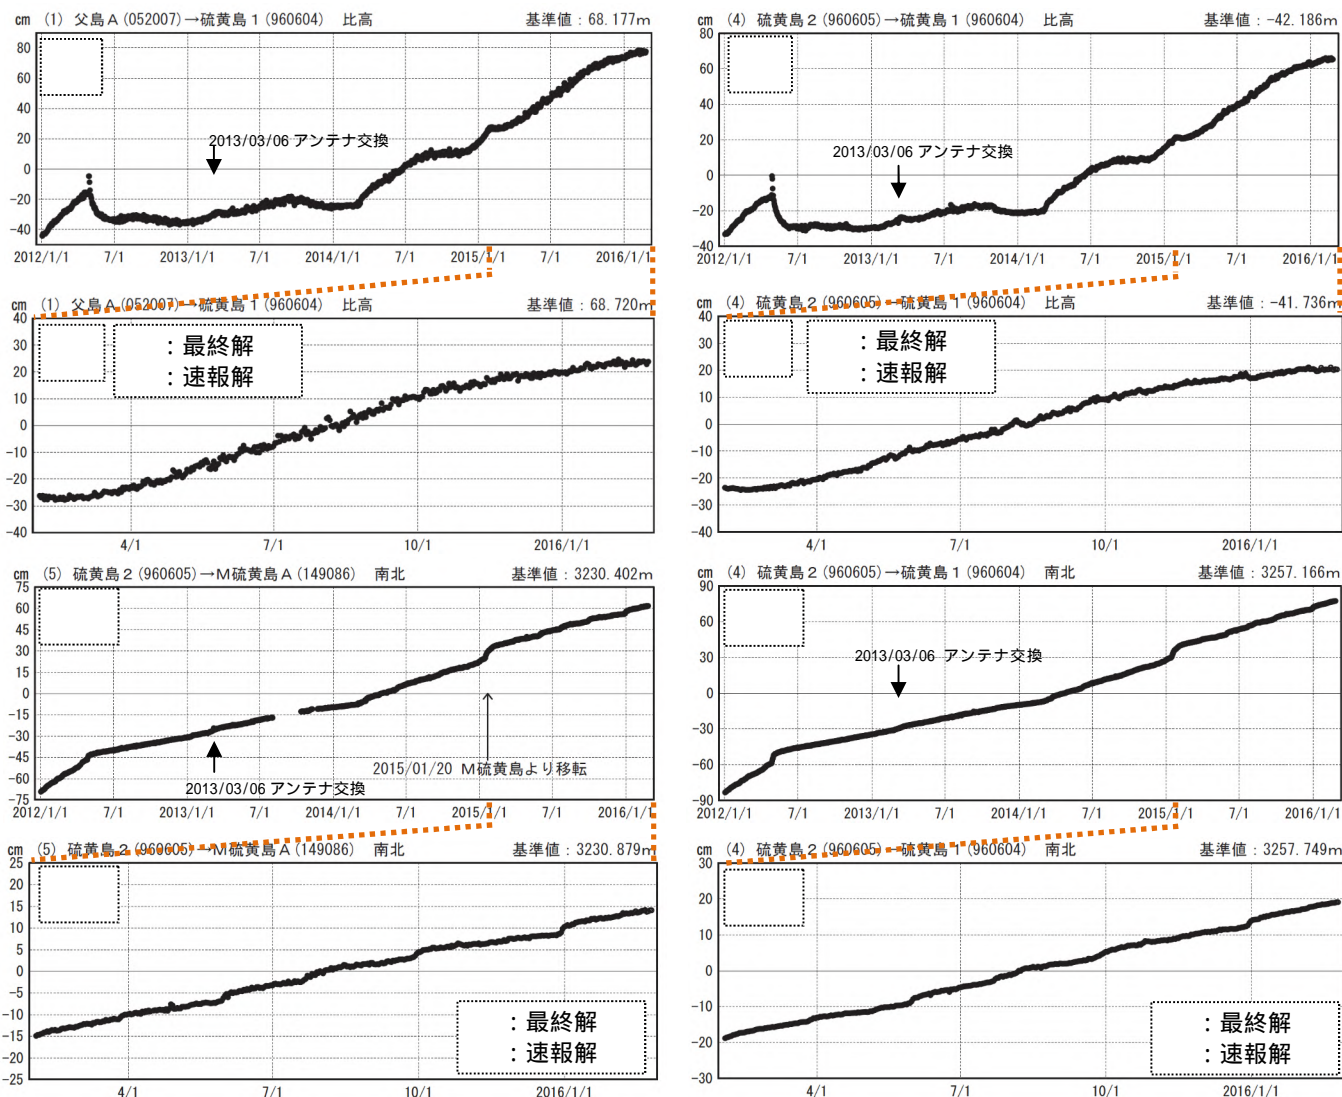 cm (1) 父島A(052007)→硫黄島1(960604) 比高 基準値:68.177m
80
60
40
20
0
-20
-40
2013/03/06 アンテナ交換
2012/1/1 7/1 2013/1/1 7/1 2014/1/1 7/1 2015/1/1 7/1 2016/1/1
cm (4) 硫黄島2(960605)→硫黄島1(960604) 比高 基準値:-42.186m
80
60
40
20
0
-20
-40
2013/03/06 アンテナ交換
2012/1/1 7/1 2013/1/1 7/1 2014/1/1 7/1 2015/1/1 7/1 2016/1/1
cm (1) 父島A(052007)→硫黄島1(960604) 比高 基準値:68.720m
40
30
20
10
0
-10
-20
-30
-40
:最終解
:速報解
4/1 7/1 10/1 2016/1/1
cm (4) 硫黄島2(960605)→硫黄島1(960604) 比高 基準値:-41.736m
40
30
20
10
0
-10
-20
-30
-40
:最終解
:速報解
4/1 7/1 10/1 2016/1/1
cm (5) 硫黄島2(960605)→M硫黄島A(149086) 南北 基準値:3230.402m
75
60
45
30
15
0
-15
-30
-45
-60
-75
2015/01/20 M硫黄島より移転
2013/03/06 アンテナ交換
2012/1/1 7/1 2013/1/1 7/1 2014/1/1 7/1 2015/1/1 7/1 2016/1/1
cm (4) 硫黄島2(960605)→硫黄島1(960604) 南北 基準値:3257.166m
90
60
30
0
-30
-60
-90
2013/03/06 アンテナ交換
2012/1/1 7/1 2013/1/1 7/1 2014/1/1 7/1 2015/1/1 7/1 2016/1/1
cm (5) 硫黄島2(960605)→M硫黄島A(149086) 南北 基準値:3230.879m
25
20
15
10
5
0
-5
-10
-15
-20
-25
:最終解
:速報解
4/1 7/1 10/1 2016/1/1
cm (4) 硫黄島2(960605)→硫黄島1(960604) 南北 基準値:3257.749m
30
20
10
0
-10
-20
-30
:最終解
:速報解
4/1 7/1 10/1 2016/1/1